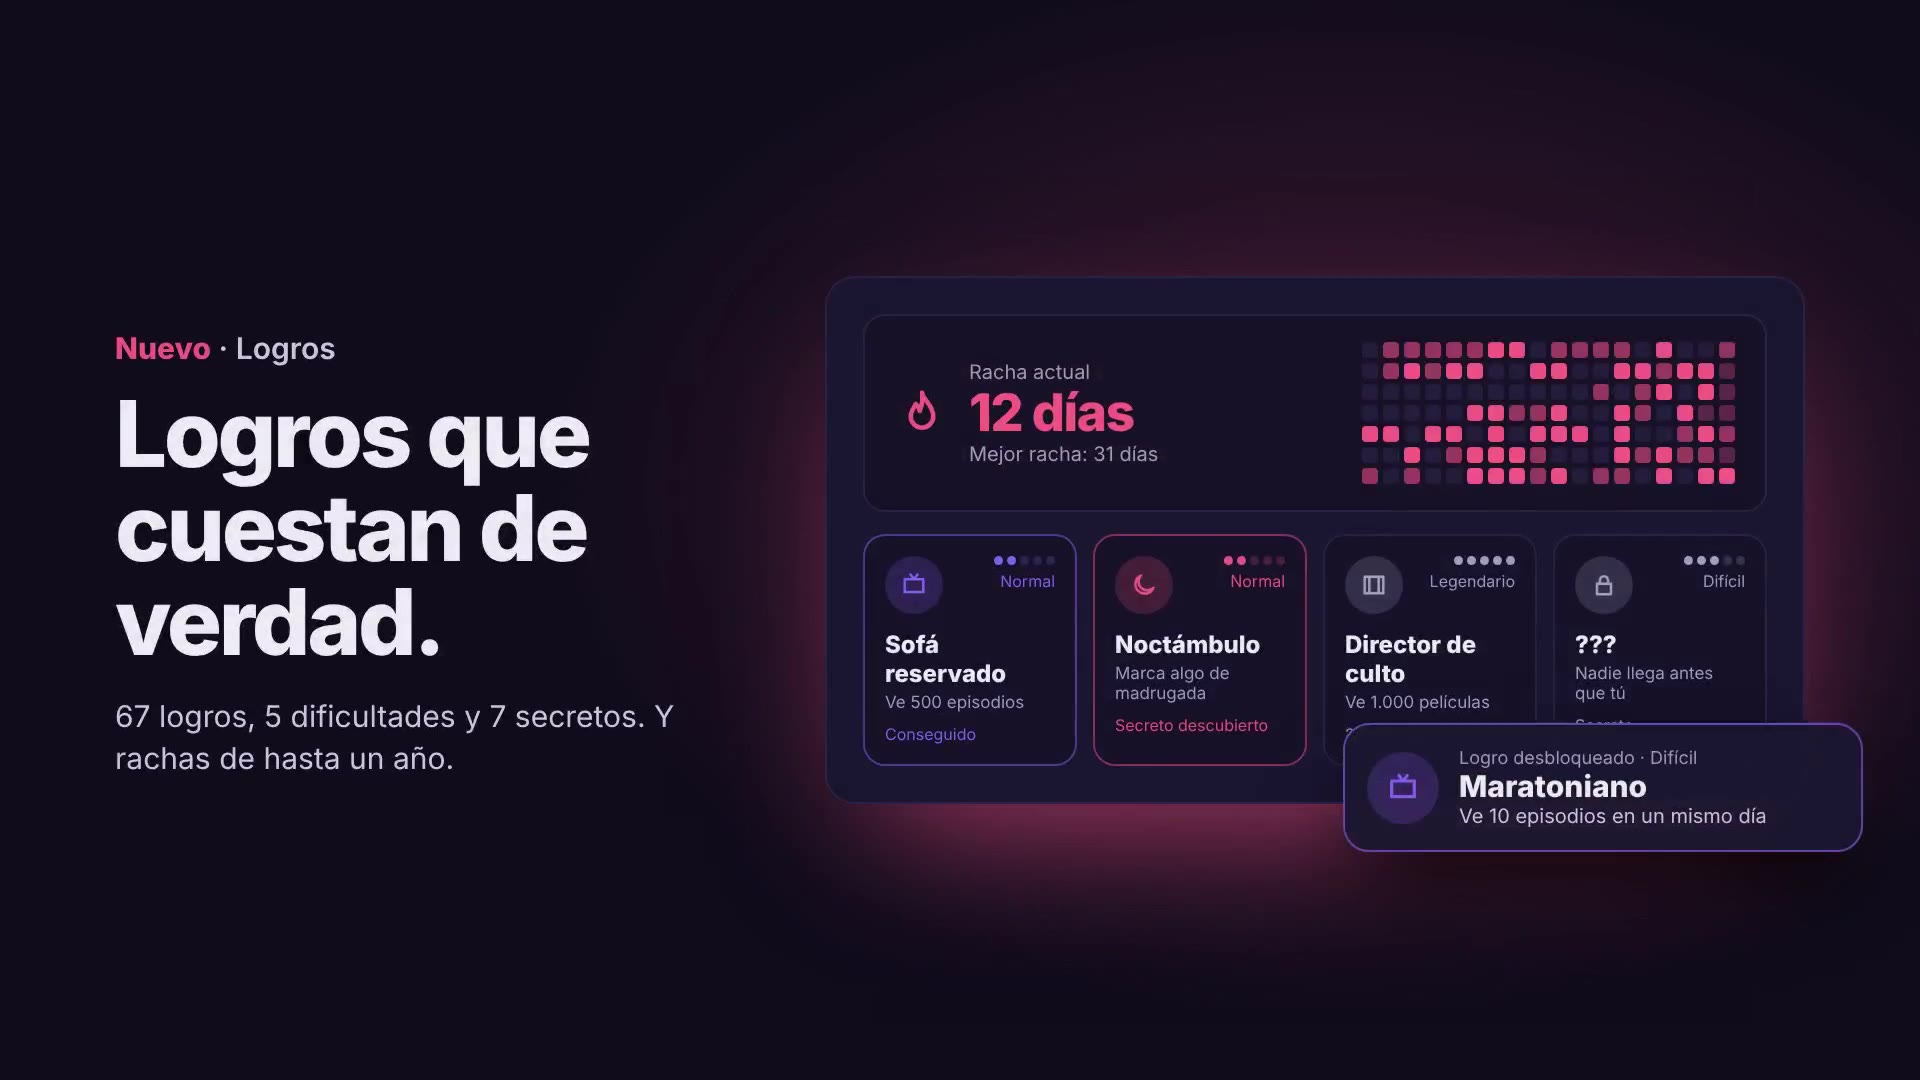 Nuevo · Logros
Logros que
cuestan de
verdad.
67 logros, 5 dificultades y 7 secretos. Y
rachas de hasta un año.
Racha actual
12 días
Mejor racha: 31 días
Normal
Sofá
reservado
Ve 500 episodios
Conseguido
Normal
Noctámbulo
Marca algo de
madrugada
Secreto descubierto
Legendario
Director de
culto
Ve 1.000 películas
Difícil
???
Nadie llega antes
que tú
Logro desbloqueado · Difícil
Maratoniano
Ve 10 episodios en un mismo día